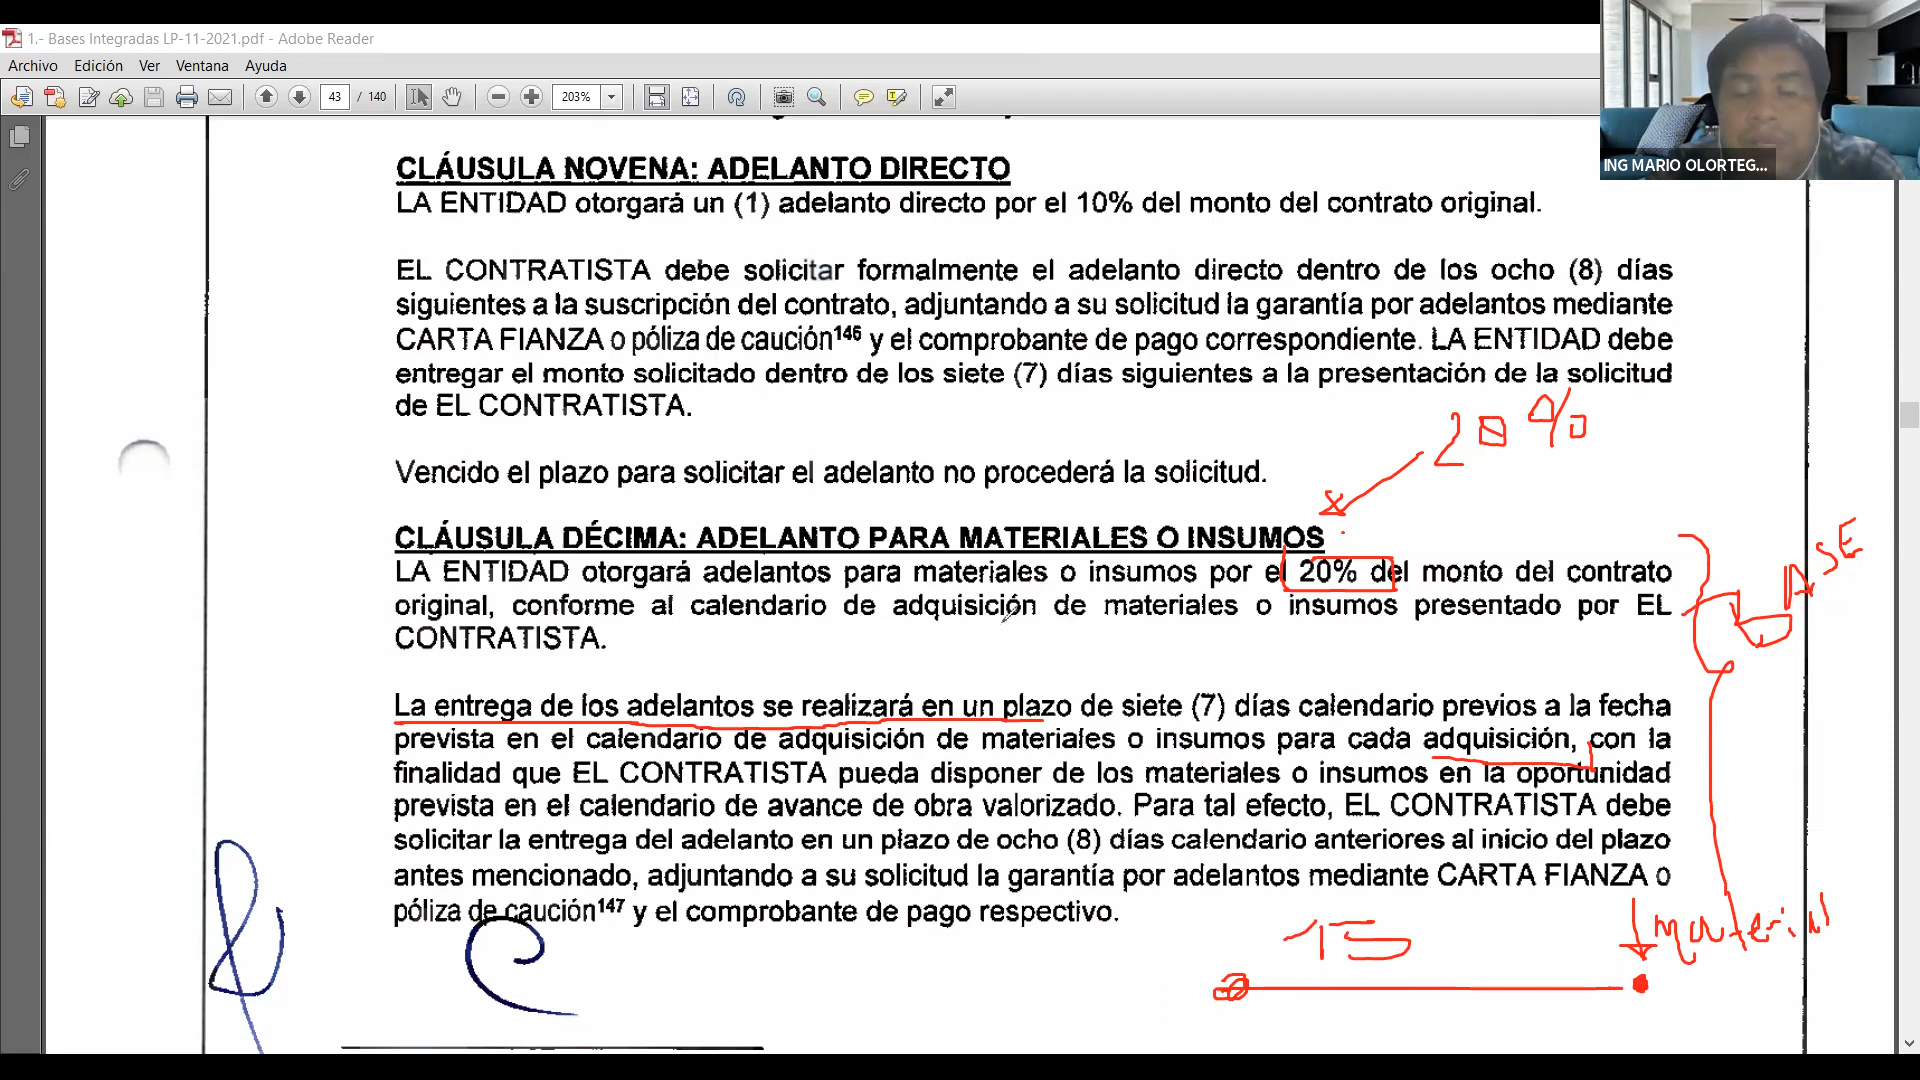 1.- Bases Integradas LP-11-2021.pdf - Adobe Reader
Archivo Edición Ver Ventana Ayuda
43 / 140 203%
ING MARIO OLORTEG...
CLÁUSULA NOVENA: ADELANTO DIRECTO
LA ENTIDAD otorgará un (1) adelanto directo por el 10% del monto del contrato original.
EL CONTRATISTA debe solicitar formalmente el adelanto directo dentro de los ocho (8) días
siguientes a la suscripción del contrato, adjuntando a su solicitud la garantía por adelantos mediante
CARTA FIANZA o póliza de caución146 y el comprobante de pago correspondiente. LA ENTIDAD debe
entregar el monto solicitado dentro de los siete (7) días siguientes a la presentación de la solicitud
de EL CONTRATISTA.
20%
Vencido el plazo para solicitar el adelanto no procederá la solicitud.
CLÁUSULA DÉCIMA: ADELANTO PARA MATERIALES O INSUMOS
LA ENTIDAD otorgará adelantos para materiales o insumos por el 20% del monto del contrato
original, conforme al calendario de adquisición de materiales o insumos presentado por EL
CONTRATISTA.
La entrega de los adelantos se realizará en un plazo de siete (7) días calendario previos a la fecha
prevista en el calendario de adquisición de materiales o insumos para cada adquisición, con la
finalidad que EL CONTRATISTA pueda disponer de los materiales o insumos en la oportunidad
prevista en el calendario de avance de obra valorizado. Para tal efecto, EL CONTRATISTA debe
solicitar la entrega del adelanto en un plazo de ocho (8) días calendario anteriores al inicio del plazo
antes mencionado, adjuntando a su solicitud la garantía por adelantos mediante CARTA FIANZA o
póliza de caución147 y el comprobante de pago respectivo.
15
material